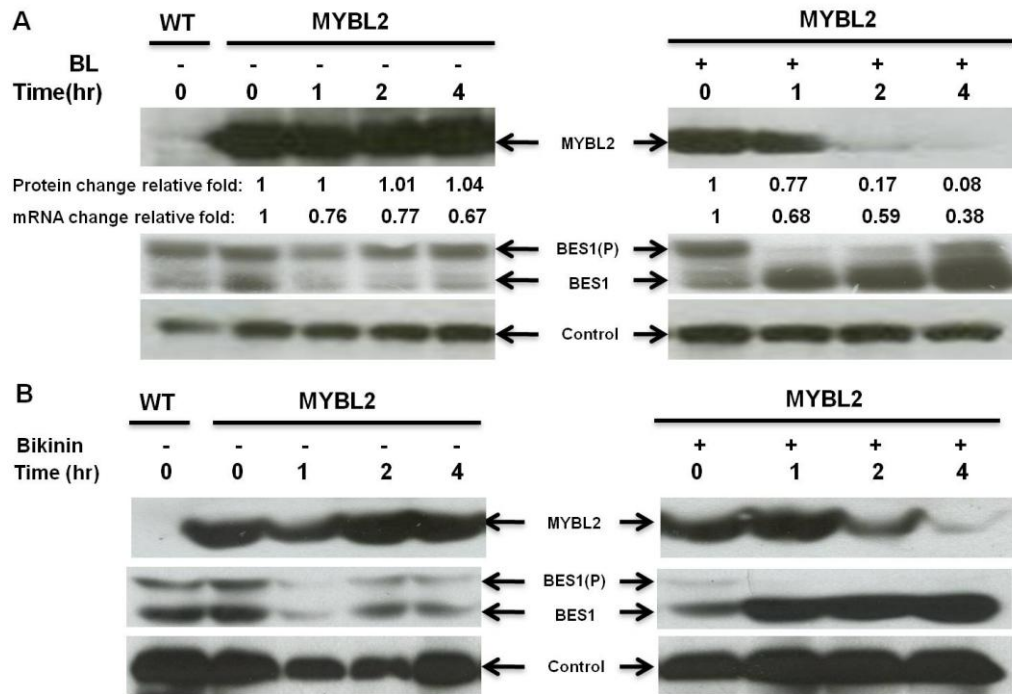 A
WT MYBL2 MYBL2
BL - - - - - + + + +
Time(hr) 0 0 1 2 4 0 1 2 4
MYBL2
Protein change relative fold: 1 1 1.01 1.04 1 0.77 0.17 0.08
mRNA change relative fold: 1 0.76 0.77 0.67 1 0.68 0.59 0.38
BES1(P)
BES1
Control
B
WT MYBL2 MYBL2
Bikinin - - - - - + + + +
Time (hr) 0 0 1 2 4 0 1 2 4
MYBL2
BES1(P)
BES1
Control